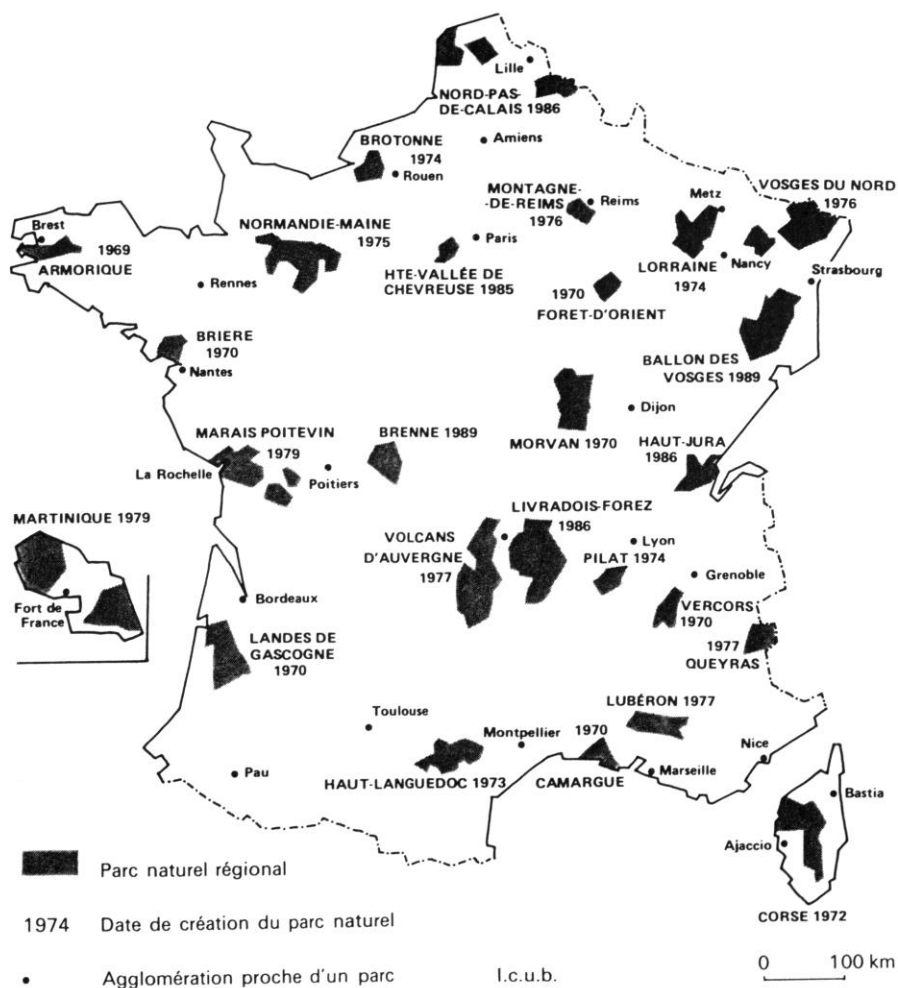 Lille
NORD-PAS-
DE-CALAIS 1986
Amiens
BROTONNE
1974
Rouen
MONTAGNE-
-DE-REIMS
1976
Reims
Metz
VOSGES DU NORD
1976
Brest
1969
ARMORIQUE
NORMANDIE-MAINE
1975
Paris
HTE-VALLÉE DE
CHEVREUSE 1985
LORRAINE
1974
Nancy
Strasbourg
Rennes
1970
FORET-D'ORIENT
BRIERE
1970
Nantes
BALLON DES
VOSGES 1989
Dijon
MORVAN 1970
HAUT-JURA
1986
MARAIS POITEVIN
1979
La Rochelle
Poitiers
BRENNE 1989
MARTINIQUE 1979
Fort de
France
VOLCANS
D'AUVERGNE
1977
LIVRADOIS-FOREZ
1986
Lyon
PILAT 1974
Grenoble
VERCORS
1970
1977
QUEYRAS
Bordeaux
LANDES DE
GASCOGNE
1970
LUBÉRON 1977
Toulouse
Montpellier
1970
CAMARGUE
Nice
Marseille
Pau
HAUT-LANGUEDOC 1973
Bastia
Ajaccio
CORSE 1972
Parc naturel régional
1974 Date de création du parc naturel
Agglomération proche d'un parc
l.c.u.b.
0 100 km